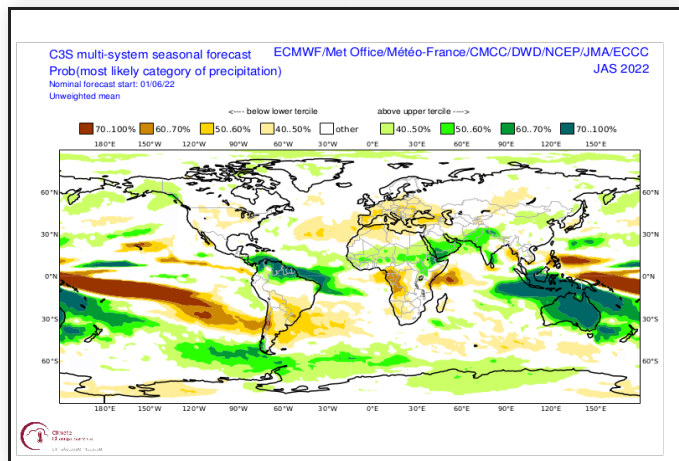 C3S multi-system seasonal forecast ECMWF/Met Office/Météo-France/CMCC/DWD/NCEP/JMA/ECCC
Prob(most likely category of precipitation) JAS 2022
Nominal forecast start: 01/06/22
Unweighted mean
<---- below lower tercile above upper tercile ---->
70..100% 60..70% 50..60% 40..50% other 40..50% 50..60% 60..70% 70..100%
180°E 150°W 120°W 90°W 60°W 30°W 0°E 30°E 60°E 90°E 120°E 150°E
60°N 60°N
30°N 30°N
0°N 0°N
30°S 30°S
60°S 60°S
180°E 150°W 120°W 90°W 60°W 30°W 0°E 30°E 60°E 90°E 120°E 150°E
Climate
Change Service